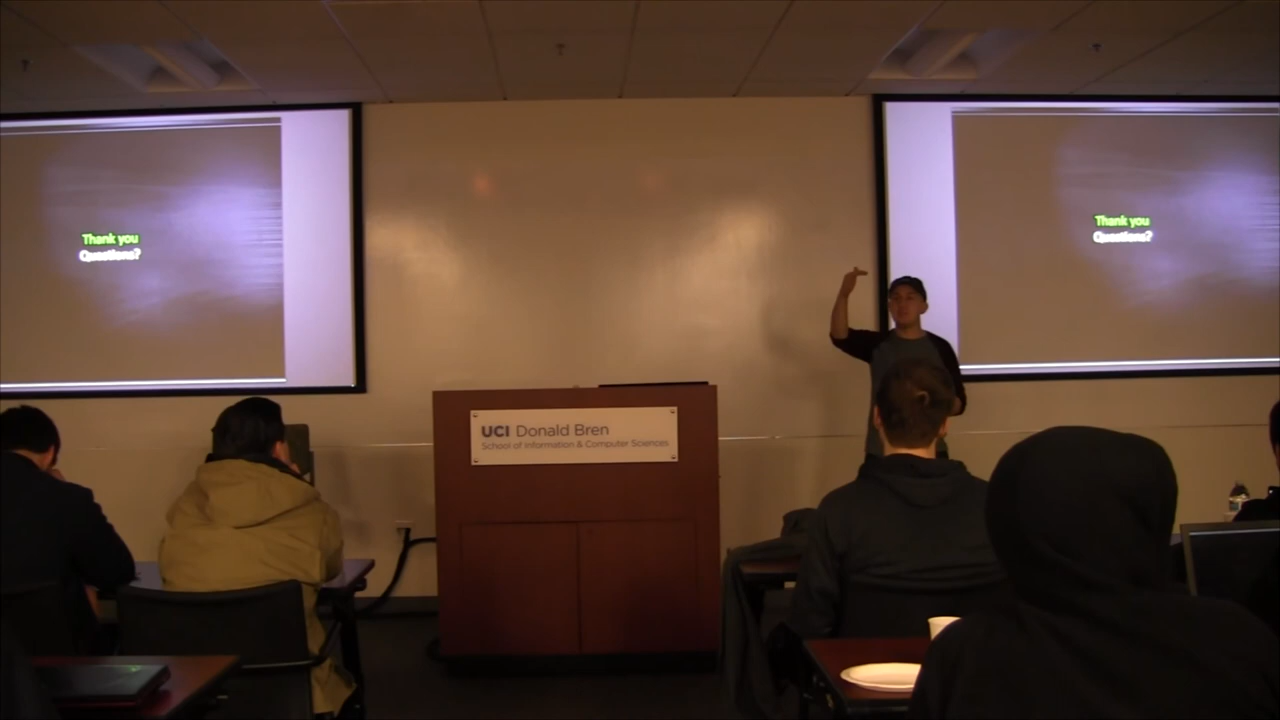 Thank you
Questions?
UCI Donald Bren
School of Information & Computer Sciences
Thank you
Questions?